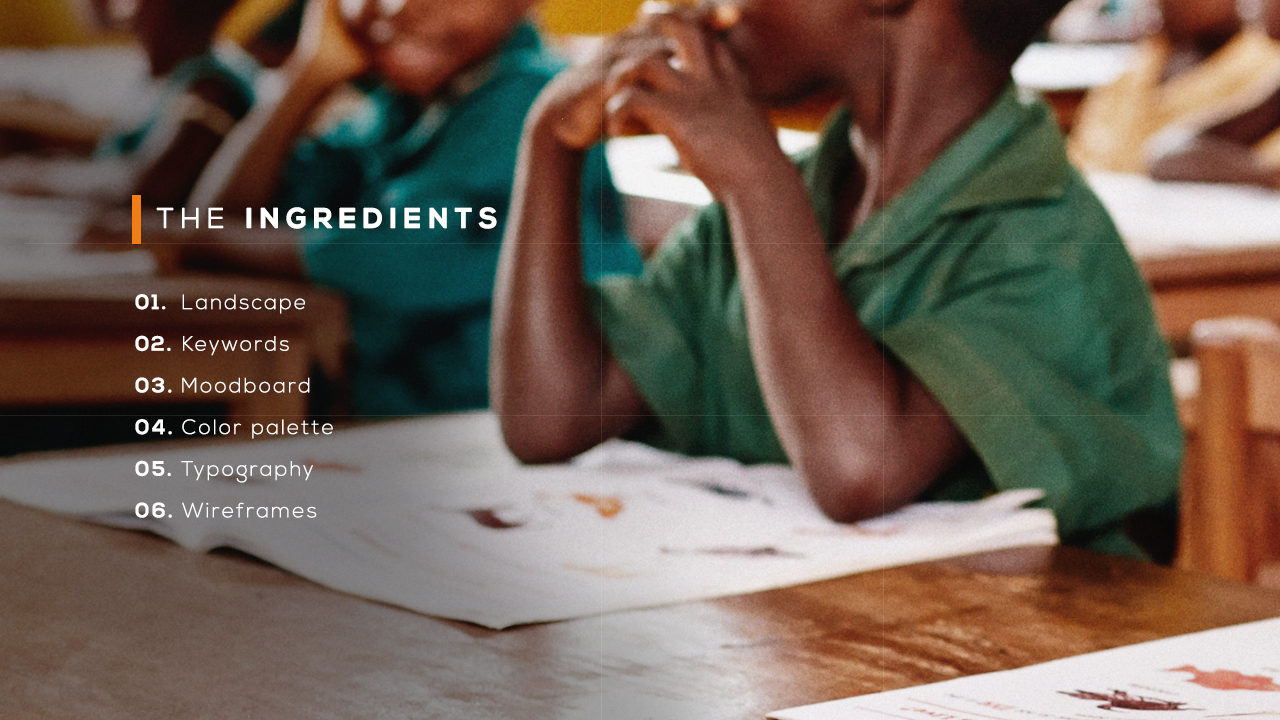 THE INGREDIENTS
01. Landscape
02. Keywords
03. Moodboard
04. Color palette
05. Typography
06. Wireframes